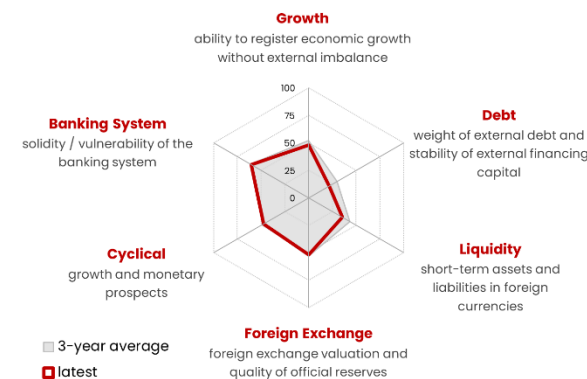 Growth
ability to register economic growth
without external imbalance
100
75
50
25
0
Banking System
solidity / vulnerability of the
banking system
Debt
weight of external debt and
stability of external financing
capital
Cyclical
growth and monetary
prospects
Liquidity
short-term assets and
liabilities in foreign
currencies
Foreign Exchange
foreign exchange valuation and
quality of official reserves
3-year average
latest